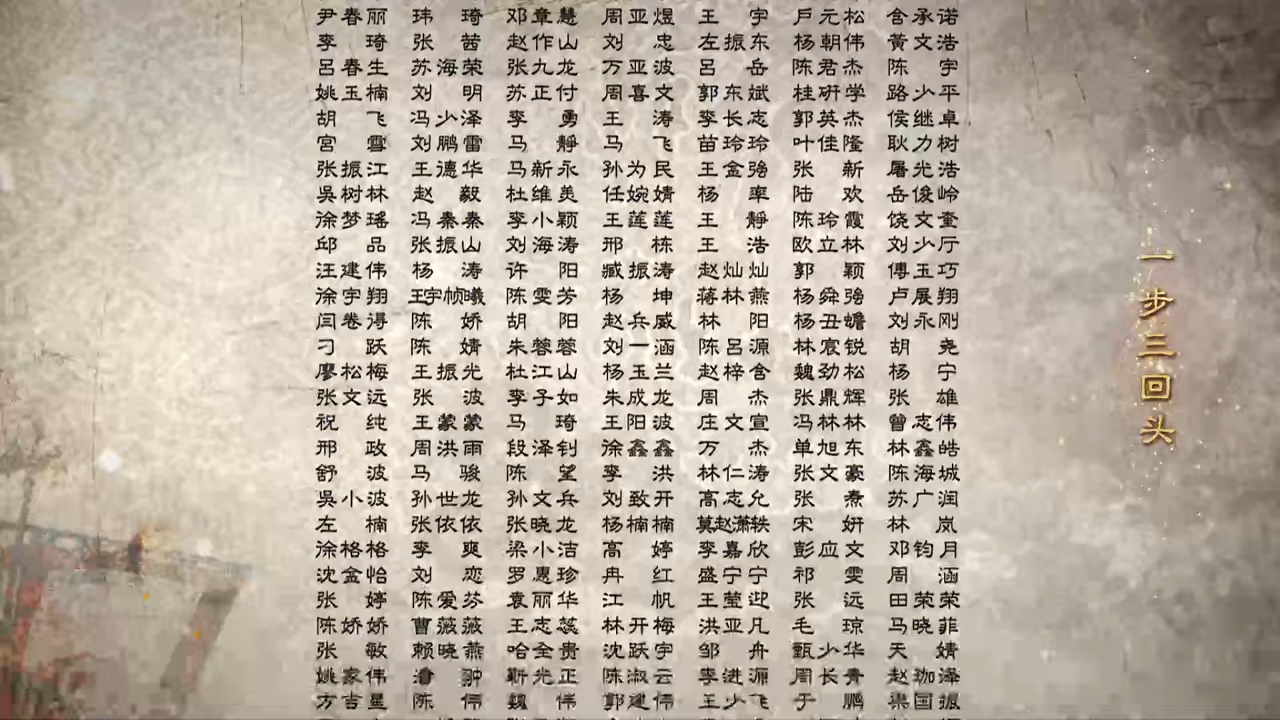 尹春丽 玮琦 邓章慧 周亚煜 王宇 戶元松 含承诺
李琦 张茜 赵作山 刘忠 左振东 杨朝伟 黄文浩
吕春生 苏海荣 张九龙 万亚波 吕岳 陈君杰 陈宇
姚玉楠 刘明 苏正付 周喜文 郭东斌 桂研学 路少平
胡飞 冯少泽 李勇 王涛 李长志 郭英杰 侯继卓
宫雪 刘鹏雷 马静 马飞 苗玲玲 叶佳隆 耿力树
张振江 王德华 马新永 孙为民 王金强 张新 屠光浩
吴树林 赵毅 杜维美 任婉婧 杨率 陆欢 岳俊岭
徐梦瑶 冯秦秦 李小颖 王莲莲 王静 陈玲霞 饶文奎
邱品 张振山 刘海涛 邢栋 王浩 欧立林 刘少厅
汪建伟 杨涛 许阳 臧振涛 赵灿灿 郭颖 傅玉巧
徐宇翔 王宇帧曦 陈雯芳 杨坤 蒋林燕 杨舜强 卢展翔
闫卷得 陈娇 胡阳 赵兵威 林阳 杨丑蟾 刘永刚
刁跃 陈婧 朱蓉蓉 刘一涵 陈吕源 林宸锐 胡尧
廖松梅 王振光 杜江山 杨玉兰 赵梓含 魏劲松 杨宁
张文远 张波 李子如 朱成龙 周杰 张鼎辉 张雄
祝纯 王蒙蒙 马琦 王阳波 庄文宣 冯林林 曾志伟
邢政 周洪雨 段泽钊 徐鑫鑫 万杰 单旭东 林鑫皓
舒波 马骏 陈望 李洪 林仁涛 张文豪 陈海城
吴小波 孙世龙 孙文兵 刘致开 高志允 张焘 苏广润
左楠 张依依 张晓龙 杨楠楠 莫赵潇轶 宋妍 林岚
徐格格 李爽 梁小洁 高婷 李嘉欣 彭应文 邓钧月
沈金怡 刘恋 罗惠珍 冉红 盛宁宁 祁雯 周涵
张婷 陈爱芬 袁丽华 江帆 王莹迎 张远 田荣荣
陈娇娇 曹薇薇 王志蕊 林开梅 洪亚凡 毛琼 马晓菲
张敏 赖晓燕 哈全贵 沈跃宇 邹舟 甄少华 天婧
姚家伟 潘翀 靳光正 陈淑云 李进 周长青 赵珈泽
方吉星 陈伟 魏伟 郭建伟 王少飞 于鹏 梁国振
一步三回头